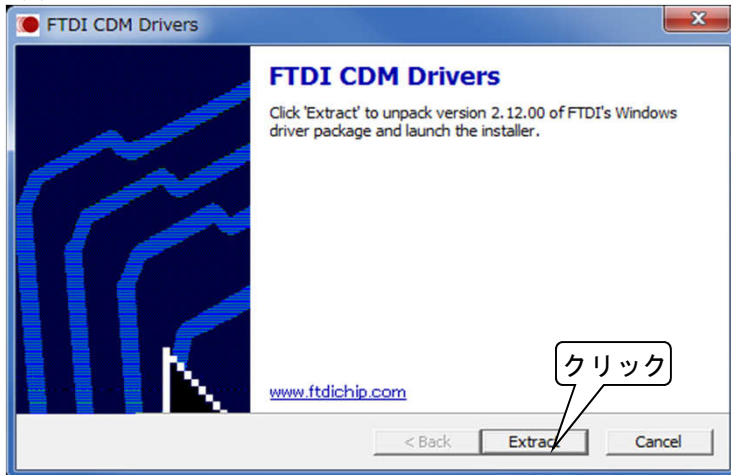 FTDI CDM Drivers
FTDI CDM Drivers
Click 'Extract' to unpack version 2.12.00 of FTDI's Windows
driver package and launch the installer.
クリック
www.ftdichip.com
< Back
Extract
Cancel